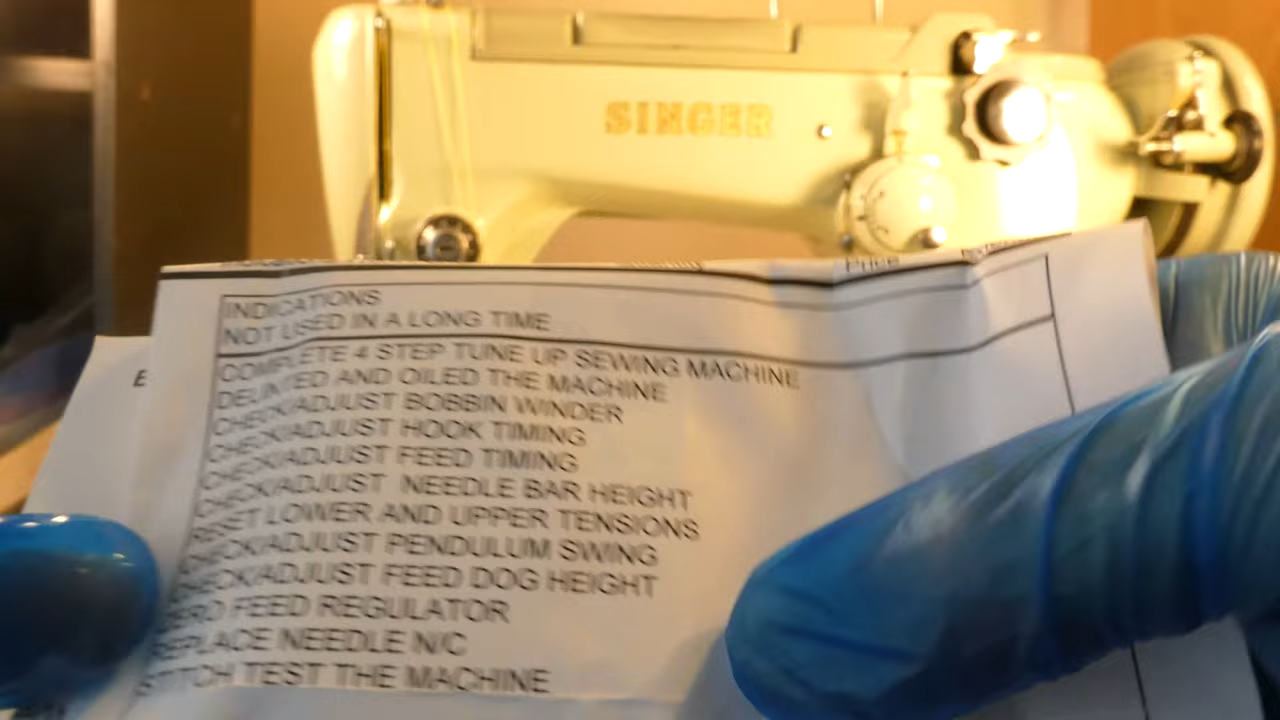 SINGER
Price
INDICATIONS
NOT USED IN A LONG TIME
COMPLETE 4 STEP TUNE UP SEWING MACHINE
DELINTED AND OILED THE MACHINE
CHECK/ADJUST BOBBIN WINDER
CHECK/ADJUST HOOK TIMING
CHECK/ADJUST FEED TIMING
CHECK/ADJUST NEEDLE BAR HEIGHT
RESET LOWER AND UPPER TENSIONS
CHECK/ADJUST PENDULUM SWING
CHECK/ADJUST FEED DOG HEIGHT
ZERO FEED REGULATOR
REPLACE NEEDLE N/C
STITCH TEST THE MACHINE
E